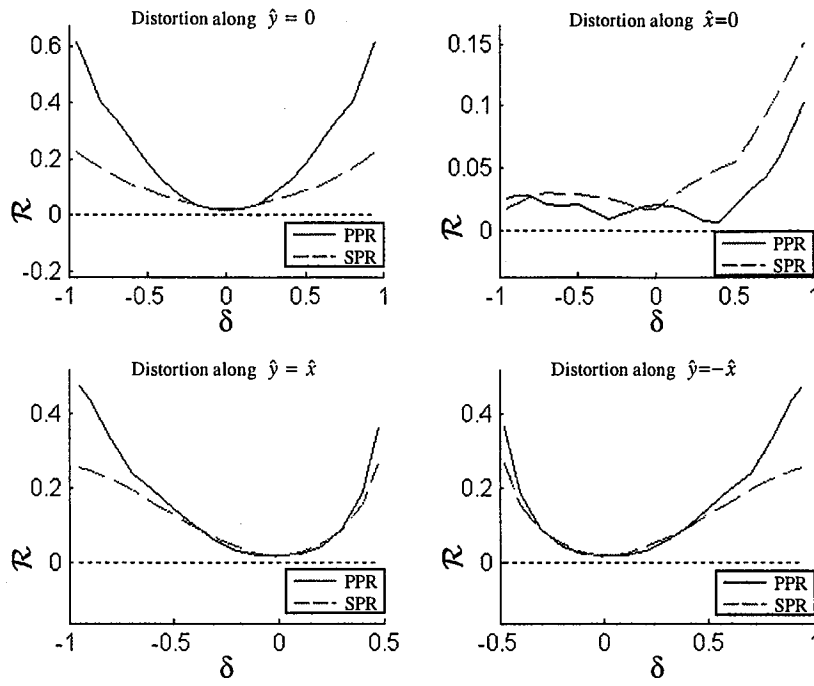 Distortion along ŷ = 0
0.6
0.4
0.2
0
-0.2
ℛ
PPR
SPR
-1
-0.5
0
0.5
1
δ
Distortion along x̂=0
0.15
0.1
0.05
0
ℛ
PPR
SPR
-1
-0.5
0
0.5
1
δ
Distortion along ŷ = x̂
0.4
0.2
0
ℛ
PPR
SPR
-1
-0.5
0
0.5
δ
Distortion along ŷ=−x̂
0.4
0.2
0
ℛ
PPR
SPR
-0.5
0
0.5
1
δ